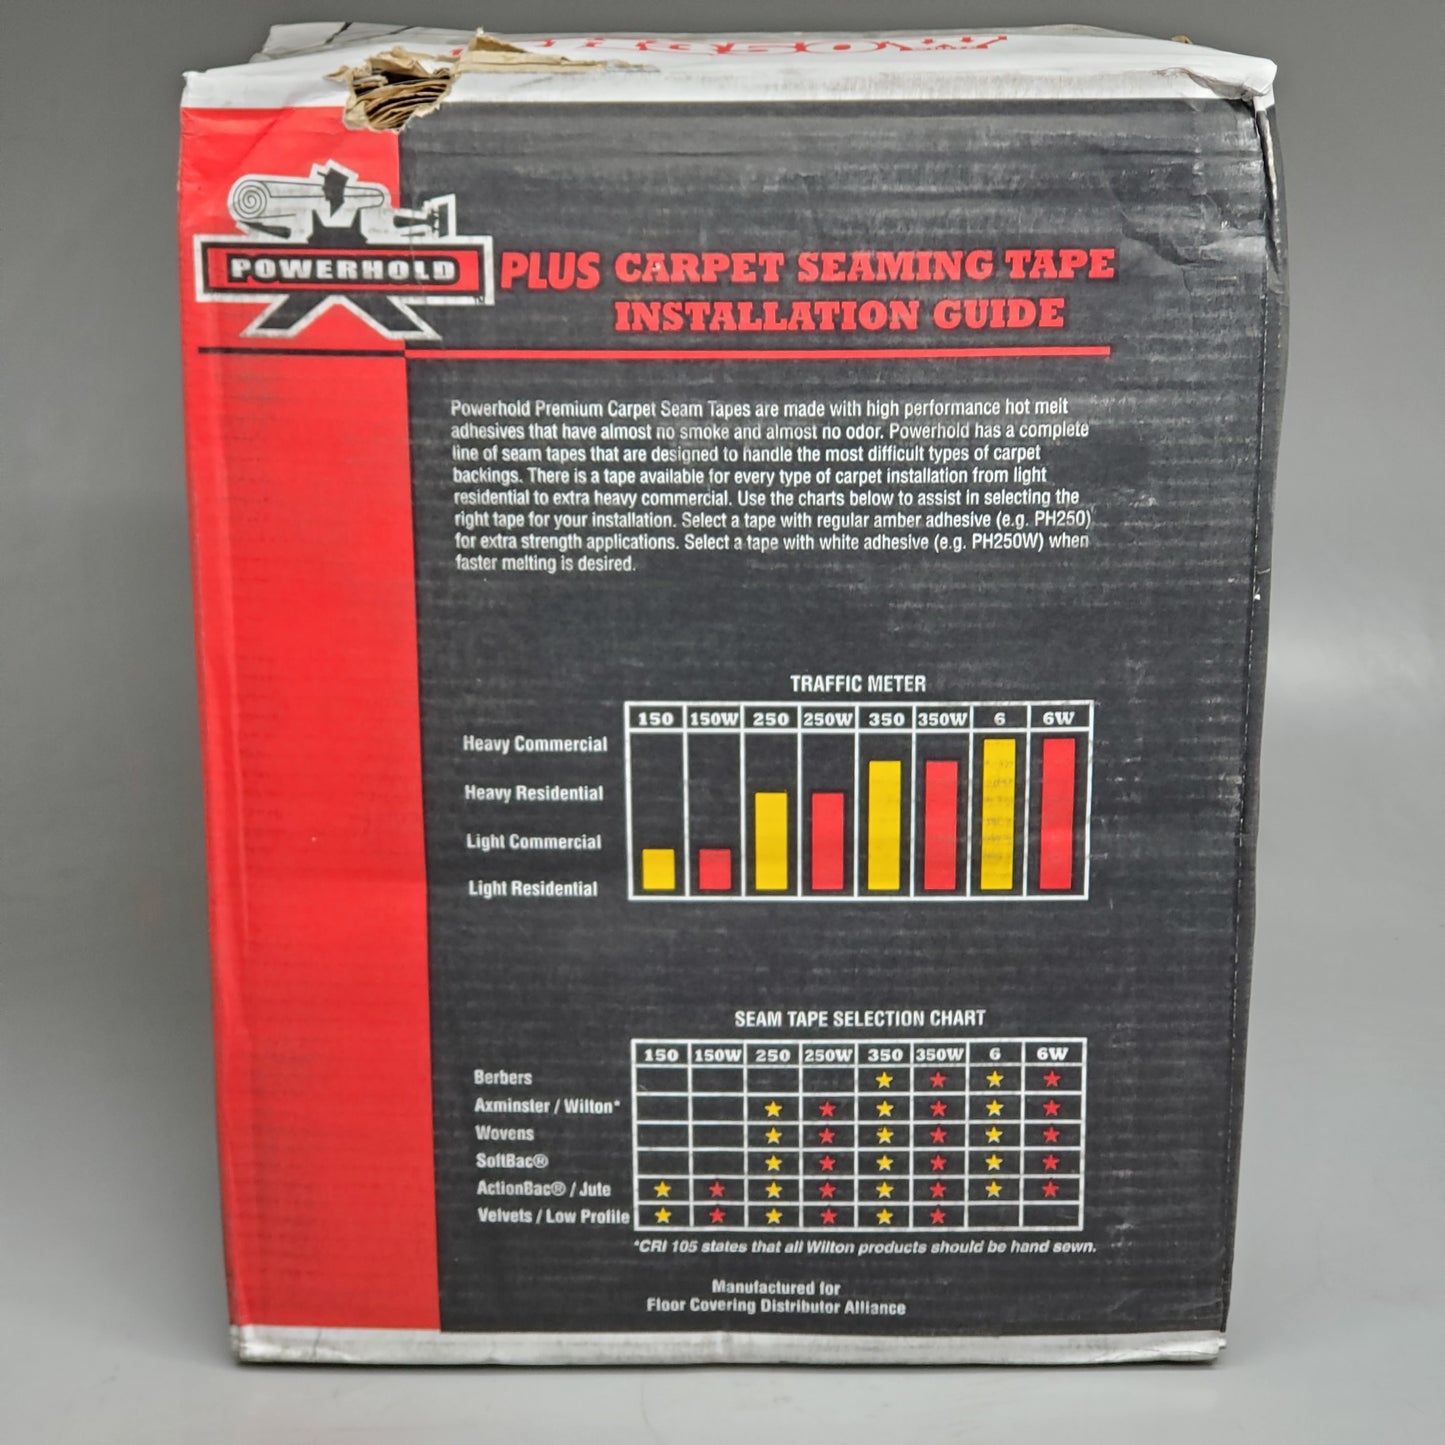 POWERHOLD
PLUS CARPET SEAMING TAPE
INSTALLATION GUIDE
Powerhold Premium Carpet Seam Tapes are made with high performance hot melt
adhesives that have almost no smoke and almost no odor. Powerhold has a complete
line of seam tapes that are designed to handle the most difficult types of carpet
backings. There is a tape available for every type of carpet installation from light
residential to extra heavy commercial. Use the charts below to assist in selecting the
right tape for your installation. Select a tape with regular amber adhesive (e.g. PH250)
for extra strength applications. Select a tape with white adhesive (e.g. PH250W) when
faster melting is desired.
TRAFFIC METER
150 150W 250 250W 350 350W 6 6W
Heavy Commercial
Heavy Residential
Light Commercial
Light Residential
SEAM TAPE SELECTION CHART
150 150W 250 250W 350 350W 6 6W
Berbers
Axminster / Wilton*
Wovens
SoftBac®
ActionBac® / Jute
Velvets / Low Profile
*CRI 105 states that all Wilton products should be hand sewn.
Manufactured for
Floor Covering Distributor Alliance